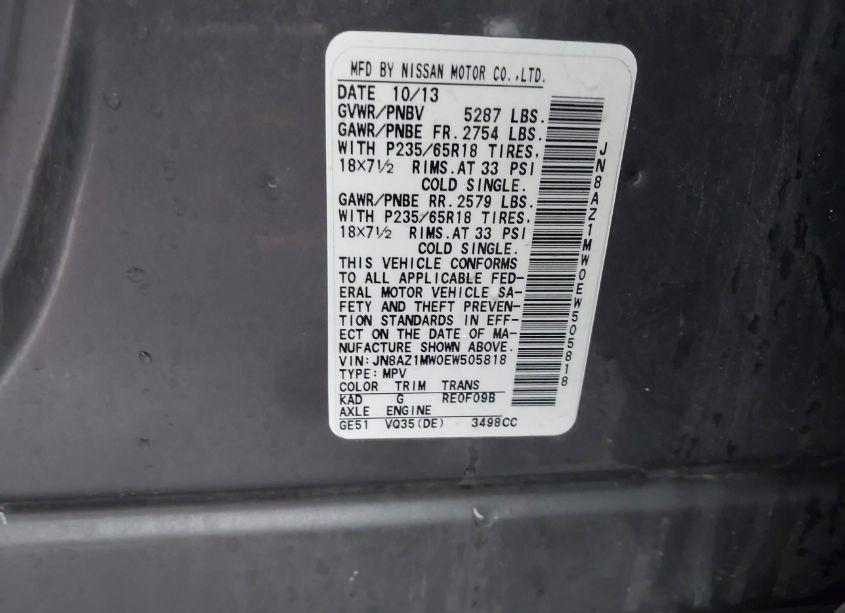 MFD BY NISSAN MOTOR CO.,LTD.
DATE 10/13
GVWR/PNBV 5287 LBS.
GAWR/PNBE FR. 2754 LBS.
WITH P235/65R18 TIRES,
18X7½ RIMS.AT 33 PSI
COLD SINGLE.
GAWR/PNBE RR. 2579 LBS.
WITH P235/65R18 TIRES,
18X7½ RIMS.AT 33 PSI
COLD SINGLE.
THIS VEHICLE CONFORMS
TO ALL APPLICABLE FED-
ERAL MOTOR VEHICLE SA-
FETY AND THEFT PREVEN-
TION STANDARDS IN EFF-
ECT ON THE DATE OF MA-
NUFACTURE SHOWN ABOVE.
VIN: JN8AZ1MW0EW505818
TYPE: MPV
COLOR TRIM TRANS
KAD G RE0F09B
AXLE ENGINE
GE51 VQ35(DE) 3498CC
JN8AZ1MW0EW505818